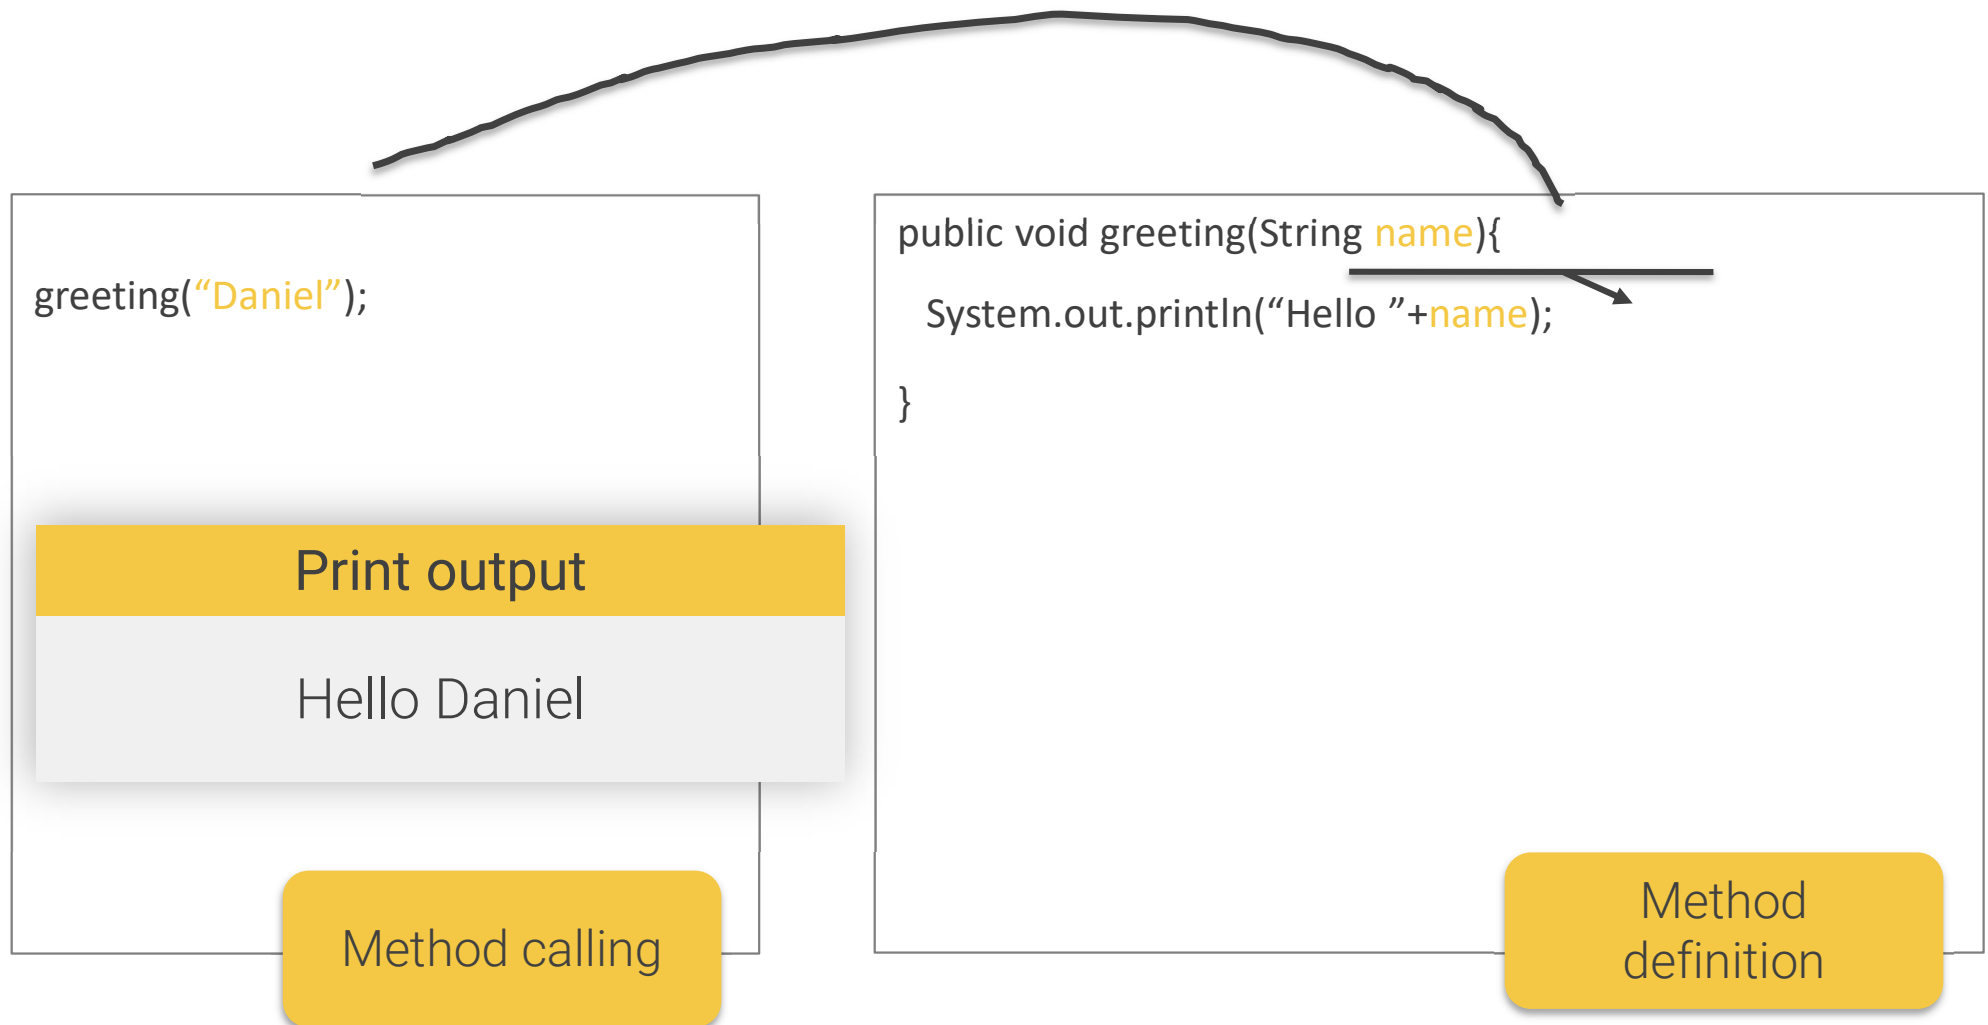 greeting(“Daniel”);
Print output
Hello Daniel
Method calling
public void greeting(String name){
System.out.println(“Hello ”+name);
}
Method
definition